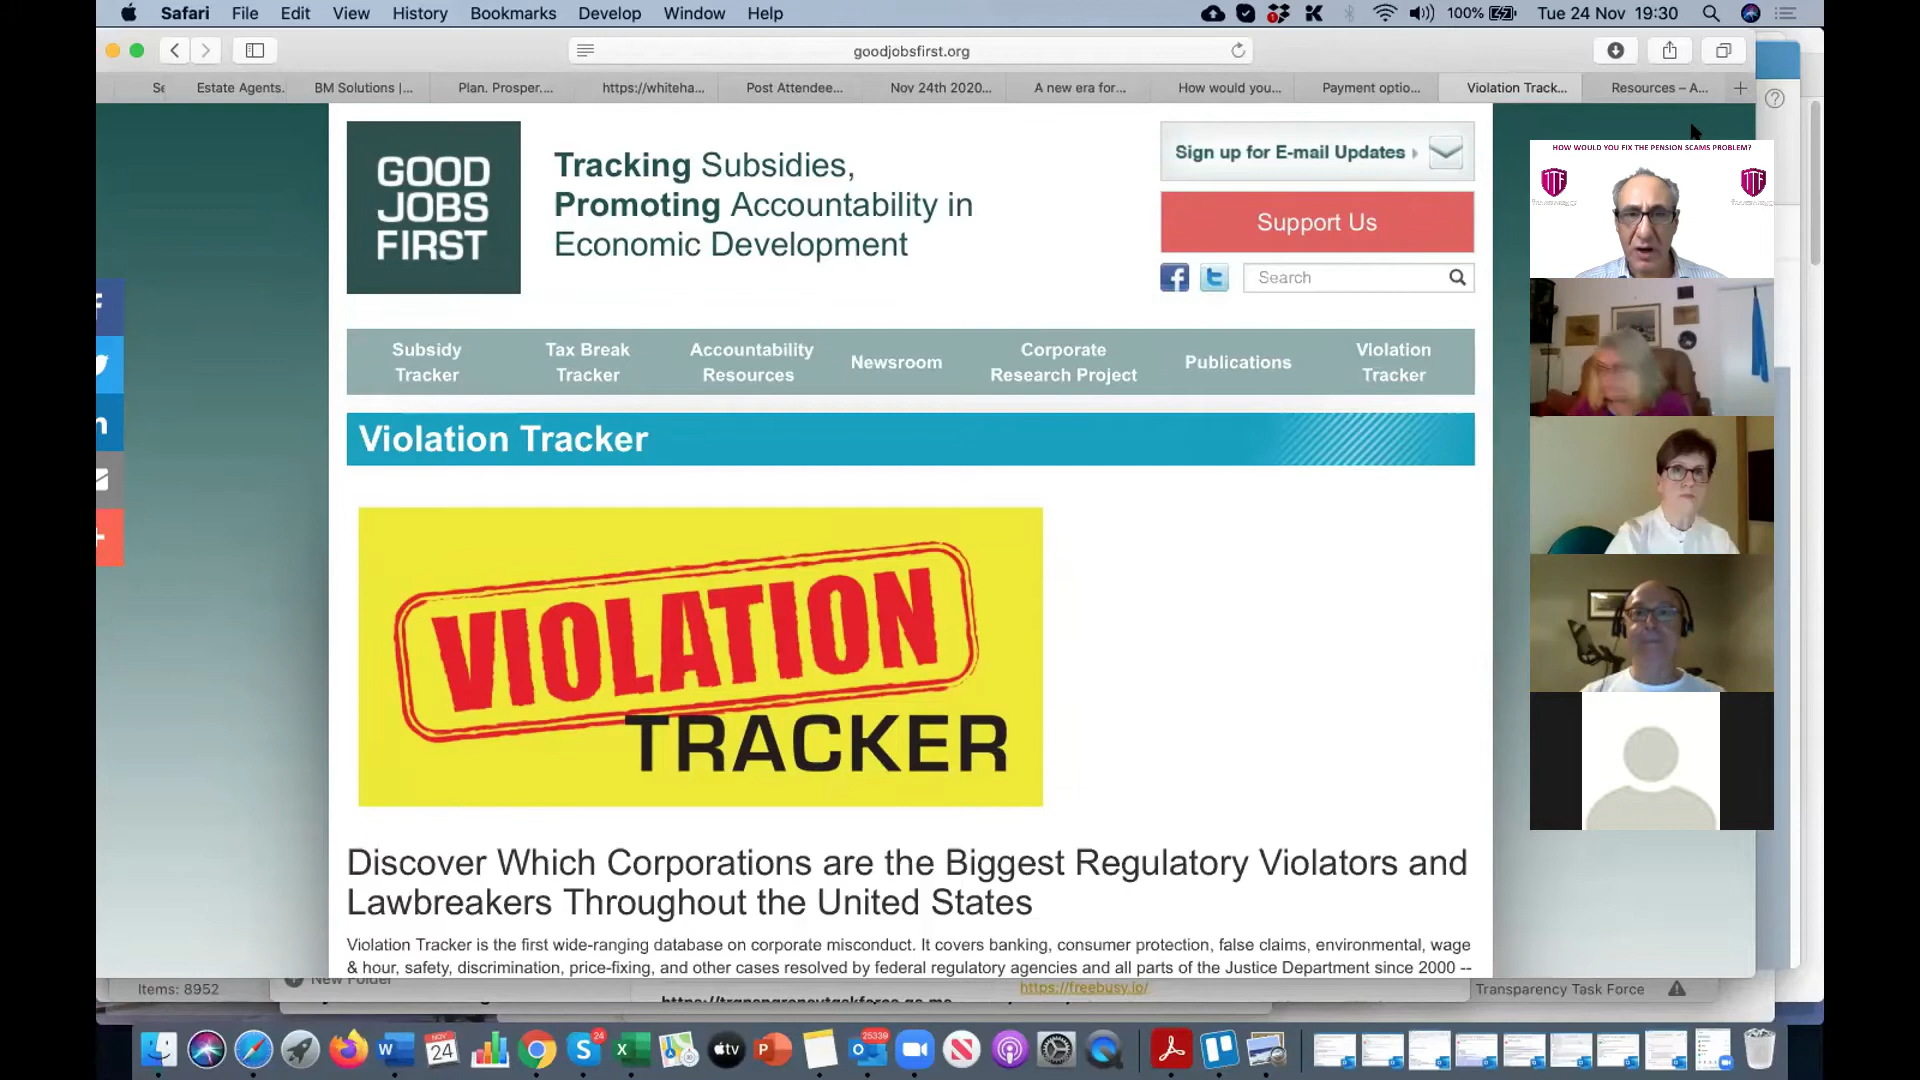 Safari File Edit View History Bookmarks Develop Window Help
100% Tue 24 Nov 19:30
goodjobsfirst.org
Estate Agents.
BM Solutions |...
Plan. Prosper....
https://whiteha...
Post Attendee...
Nov 24th 2020...
A new era for...
How would you...
Payment optio...
Violation Track...
Resources – A...
GOOD
JOBS
FIRST
Tracking Subsidies,
Promoting Accountability in
Economic Development
Sign up for E-mail Updates
Support Us
Search
HOW WOULD YOU FIX THE PENSION SCAMS PROBLEM?
Subsidy
Tracker
Tax Break
Tracker
Accountability
Resources
Newsroom
Corporate
Research Project
Publications
Violation
Tracker
Violation Tracker
VIOLATION
TRACKER
Discover Which Corporations are the Biggest Regulatory Violators and
Lawbreakers Throughout the United States
Violation Tracker is the first wide-ranging database on corporate misconduct. It covers banking, consumer protection, false claims, environmental, wage
& hour, safety, discrimination, price-fixing, and other cases resolved by federal regulatory agencies and all parts of the Justice Department since 2000 --
Items: 8952
New Folder
https://freebusy.io/
Transparency Task Force
NOV
24
24
25339
tv